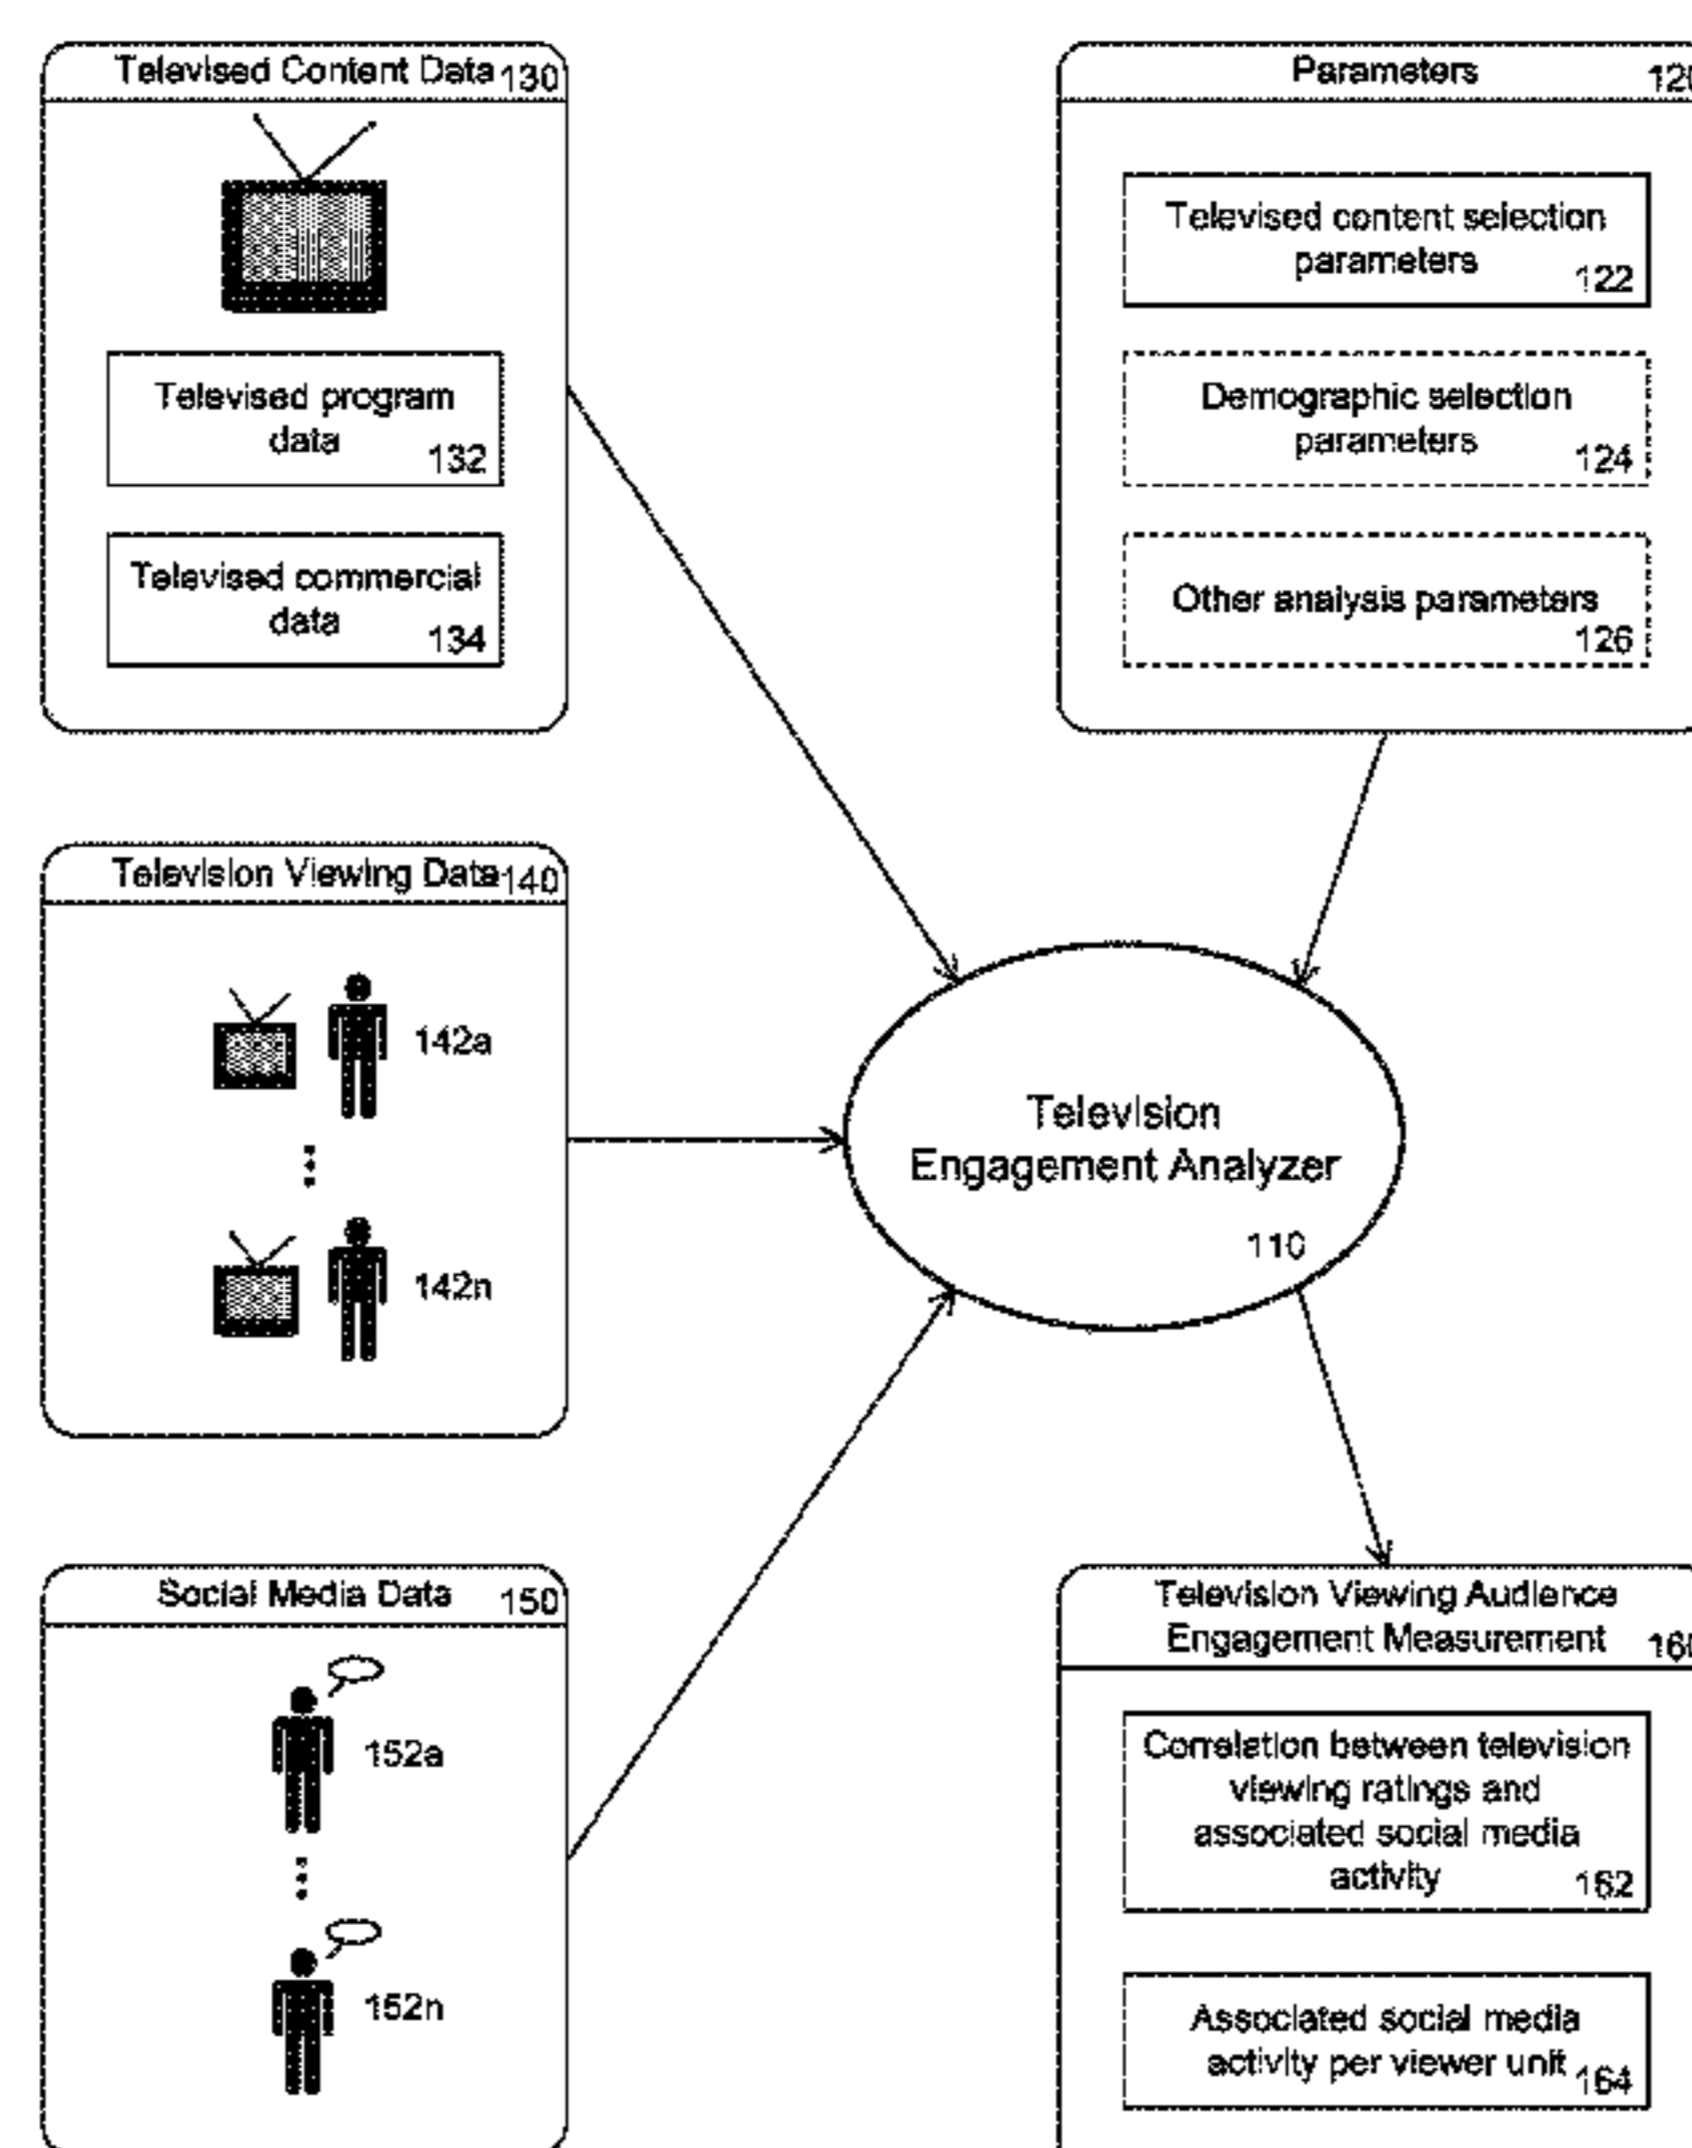 Televised Content Data 130
Televised program
data 132
Televised commercial
data 134
Parameters 120
Televised content selection
parameters 122
Demographic selection
parameters 124
Other analysis parameters
126
Television Viewing Data 140
142a
142n
Television
Engagement Analyzer
110
Social Media Data 150
152a
152n
Television Viewing Audience
Engagement Measurement 160
Correlation between television
viewing ratings and
associated social media
activity 162
Associated social media
activity per viewer unit 164